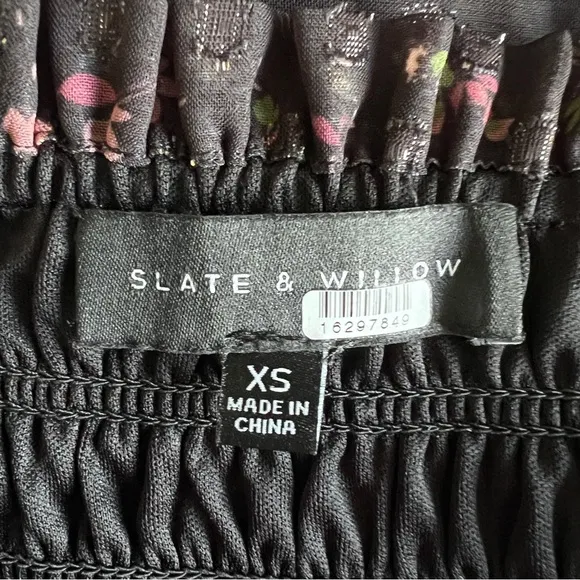 SLATE & WILLOW
16297849
XS
MADE IN
CHINA